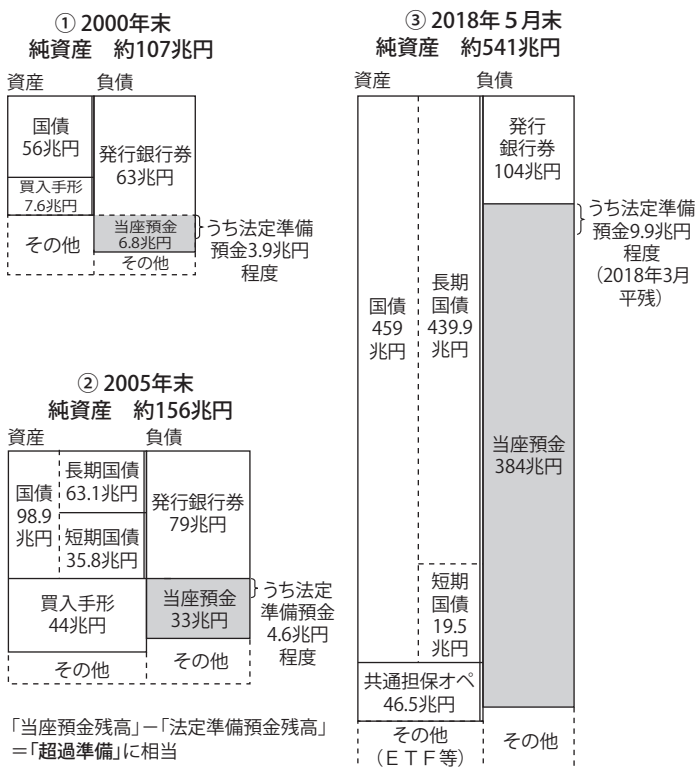 ① 2000年末
純資産　約107兆円
資産
負債
国債
56兆円
買入手形
7.6兆円
その他
発行銀行券
63兆円
当座預金
6.8兆円
その他
うち法定準備
預金3.9兆円
程度
② 2005年末
純資産　約156兆円
資産
負債
国債
98.9
兆円
長期国債
63.1兆円
短期国債
35.8兆円
買入手形
44兆円
その他
発行銀行券
79兆円
当座預金
33兆円
その他
うち法定
準備預金
4.6兆円
程度
「当座預金残高」－「法定準備預金残高」
＝「超過準備」に相当
③ 2018年５月末
純資産　約541兆円
資産
負債
国債
459
兆円
長期
国債
439.9
兆円
短期
国債
19.5
兆円
共通担保オペ
46.5兆円
その他
（ＥＴＦ等）
発行
銀行券
104兆円
当座預金
384兆円
その他
うち法定準備
預金9.9兆円
程度
（2018年3月
平残）